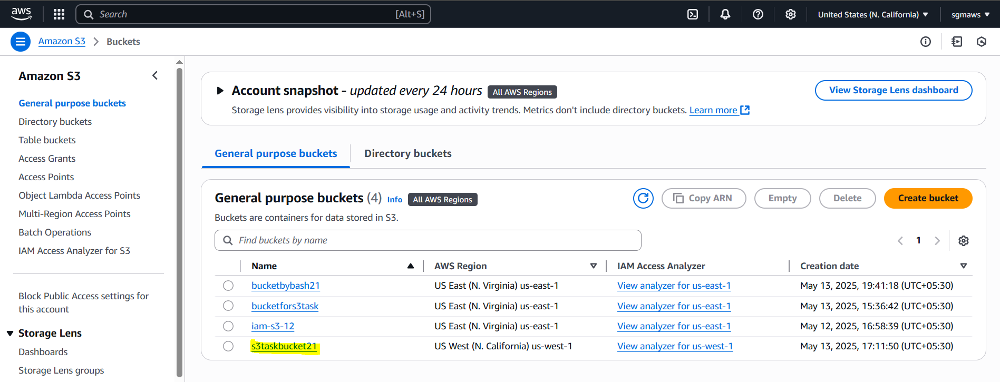 aws
Search [Alt+S]
United States (N. California)
sgmaws
Amazon S3 > Buckets
Amazon S3
General purpose buckets
Directory buckets
Table buckets
Access Grants
Access Points
Object Lambda Access Points
Multi-Region Access Points
Batch Operations
IAM Access Analyzer for S3
Block Public Access settings for
this account
Storage Lens
Dashboards
Storage Lens groups
Account snapshot - updated every 24 hours All AWS Regions
View Storage Lens dashboard
Storage lens provides visibility into storage usage and activity trends. Metrics don't include directory buckets. Learn more
General purpose buckets Directory buckets
General purpose buckets (4) Info All AWS Regions
Copy ARN Empty Delete Create bucket
Buckets are containers for data stored in S3.
Find buckets by name
1
Name AWS Region IAM Access Analyzer Creation date
bucketbybash21 US East (N. Virginia) us-east-1 View analyzer for us-east-1 May 13, 2025, 19:41:18 (UTC+05:30)
bucketfors3task US East (N. Virginia) us-east-1 View analyzer for us-east-1 May 13, 2025, 15:36:42 (UTC+05:30)
iam-s3-12 US East (N. Virginia) us-east-1 View analyzer for us-east-1 May 12, 2025, 16:58:39 (UTC+05:30)
s3taskbucket21 US West (N. California) us-west-1 View analyzer for us-west-1 May 13, 2025, 17:11:50 (UTC+05:30)